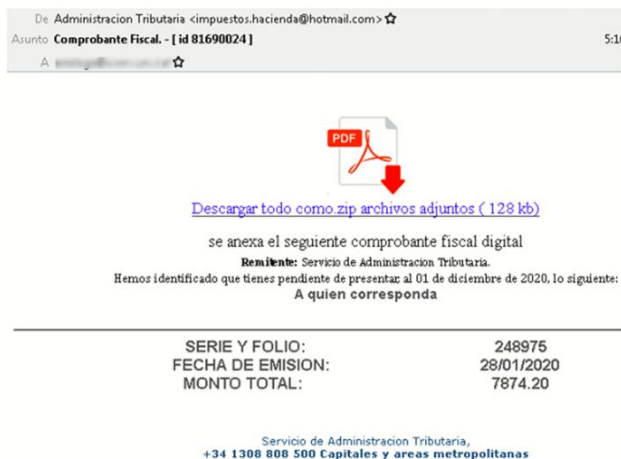 De Administracion Tributaria <impuestos.hacienda@hotmail.com>
Asunto Comprobante Fiscal. - [ id 81690024 ] 5:1
A
PDF
Descargar todo como.zip archivos adjuntos ( 128 kb)
se anexa el seguiente comprobante fiscal digital
Remitente: Servicio de Administracion Tributaria.
Hemos identificado que tienes pendiente de presentar, al 01 de diciembre de 2020, lo siguiente:
A quien corresponda
SERIE Y FOLIO: 248975
FECHA DE EMISION: 28/01/2020
MONTO TOTAL: 7874.20
Servicio de Administracion Tributaria,
+34 1308 808 500 Capitales y areas metropolitanas